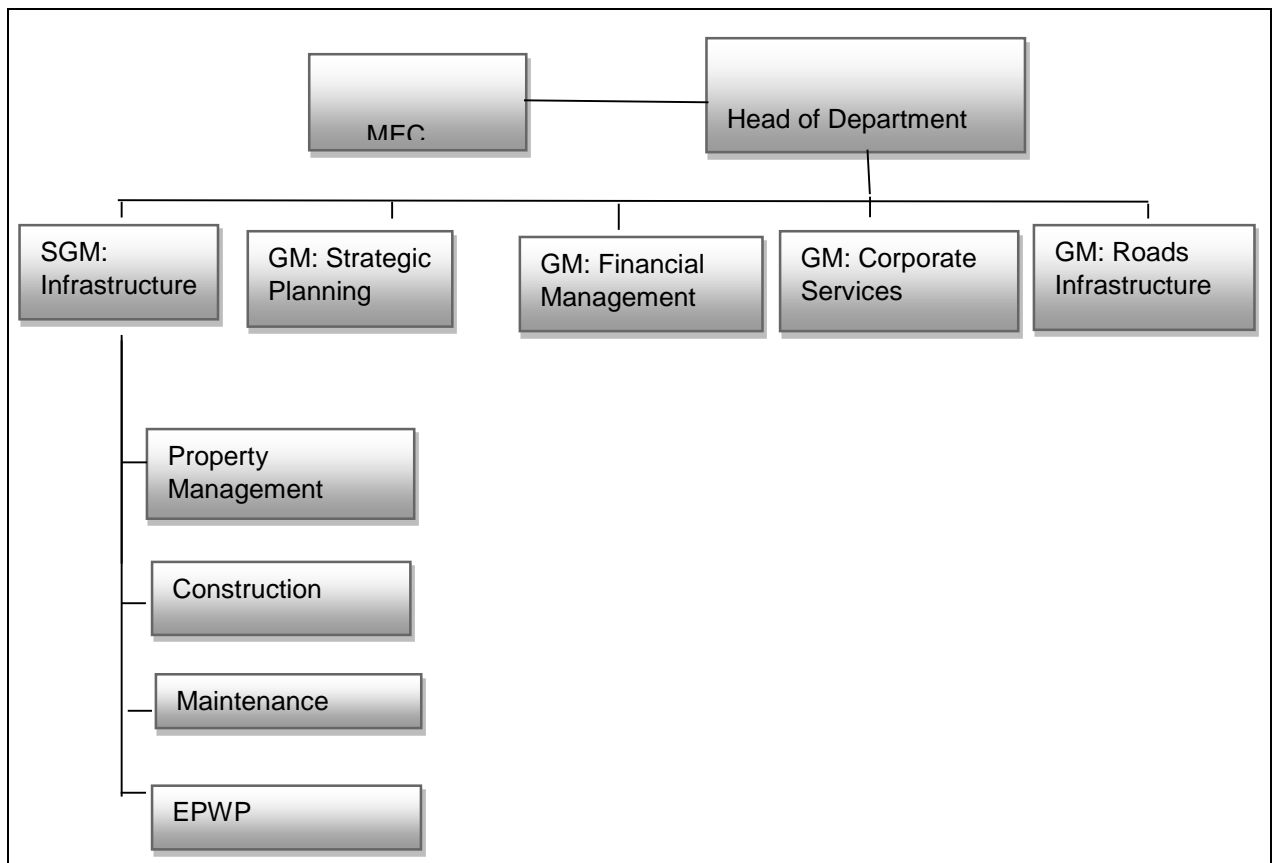 MEC
Head of Department
SGM:
Infrastructure
GM: Strategic
Planning
GM: Financial
Management
GM: Corporate
Services
GM: Roads
Infrastructure
Property
Management
Construction
Maintenance
EPWP